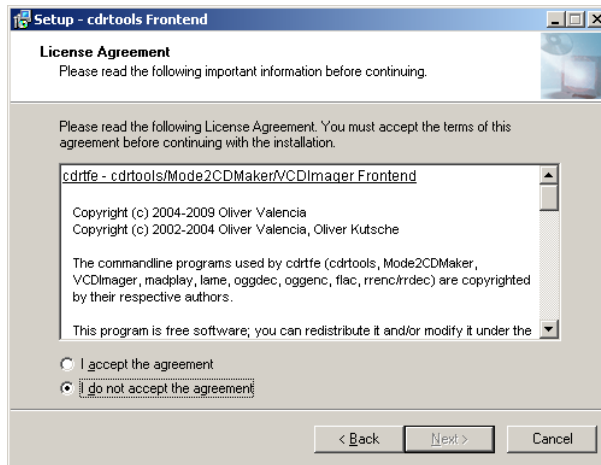 Setup - cdrtools Frontend
License Agreement
Please read the following important information before continuing.
Please read the following License Agreement. You must accept the terms of this
agreement before continuing with the installation.
cdrtfe - cdrtools/Mode2CDMaker/VCDImager Frontend
Copyright (c) 2004-2009 Oliver Valencia
Copyright (c) 2002-2004 Oliver Valencia, Oliver Kutsche
The commandline programs used by cdrtfe (cdrtools, Mode2CDMaker,
VCDImager, madplay, lame, oggdec, oggenc, flac, rrenc/rrdec) are copyrighted
by their respective authors.
This program is free software; you can redistribute it and/or modify it under the
I accept the agreement
I do not accept the agreement
< Back Next > Cancel